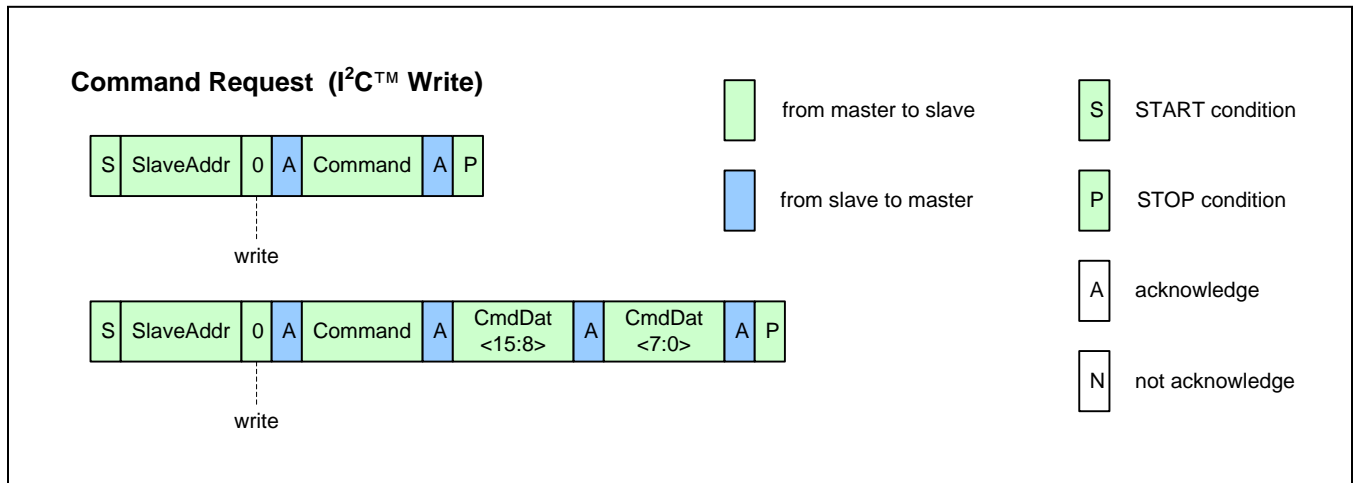 Command Request (I²C™ Write)
from master to slave
S START condition
S SlaveAddr 0 A Command A P
from slave to master
P STOP condition
write
A acknowledge
S SlaveAddr 0 A Command A CmdDat <15:8> A CmdDat <7:0> A P
N not acknowledge
write